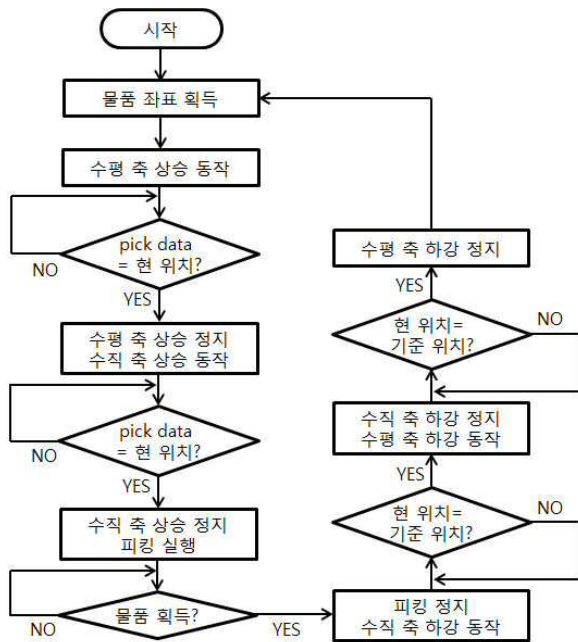 시작
물품 좌표 획득
수평 축 상승 동작
pick data
= 현 위치?
NO
YES
수평 축 상승 정지
수직 축 상승 동작
pick data
= 현 위치?
NO
YES
수직 축 상승 정지
피킹 실행
물품 획득?
NO
YES
피킹 정지
수직 축 하강 동작
현 위치=
기준 위치?
NO
YES
수직 축 하강 정지
수평 축 하강 동작
현 위치=
기준 위치?
NO
YES
수평 축 하강 정지